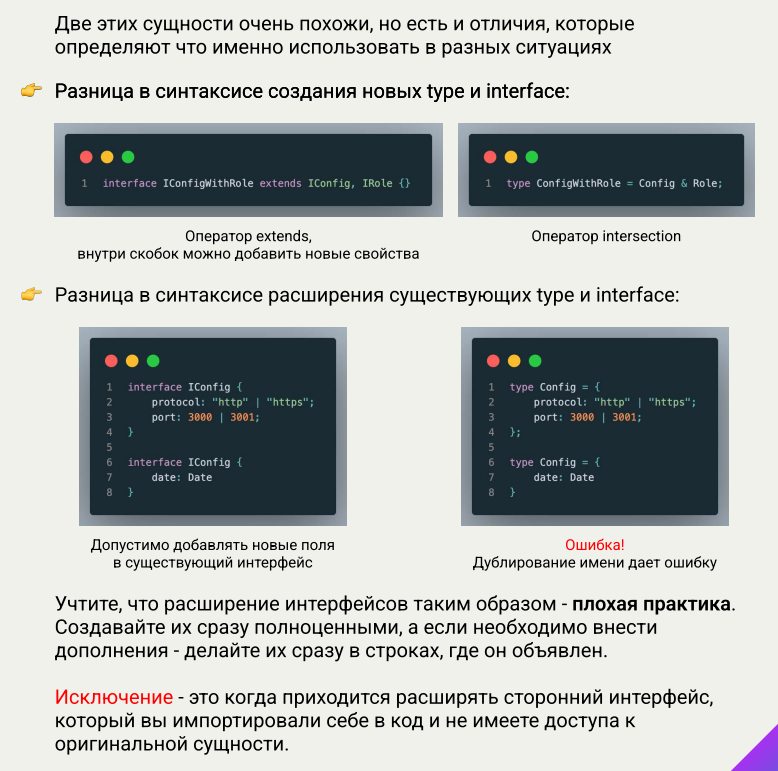 Две этих сущности очень похожи, но есть и отличия, которые
определяют что именно использовать в разных ситуациях
👉 Разница в синтаксисе создания новых type и interface:
1 interface IConfigWithRole extends IConfig, IRole {}
Оператор extends,
внутри скобок можно добавить новые свойства
1 type ConfigWithRole = Config & Role;
Оператор intersection
👉 Разница в синтаксисе расширения существующих type и interface:
1 interface IConfig {
2 protocol: "http" | "https";
3 port: 3000 | 3001;
4 }
5
6 interface IConfig {
7 date: Date
8 }
Допустимо добавлять новые поля
в существующий интерфейс
1 type Config = {
2 protocol: "http" | "https";
3 port: 3000 | 3001;
4 };
5
6 type Config = {
7 date: Date
8 }
Ошибка!
Дублирование имени дает ошибку
Учтите, что расширение интерфейсов таким образом - плохая практика.
Создавайте их сразу полноценными, а если необходимо внести
дополнения - делайте их сразу в строках, где он объявлен.
Исключение - это когда приходится расширять сторонний интерфейс,
который вы импортировали себе в код и не имеете доступа к
оригинальной сущности.